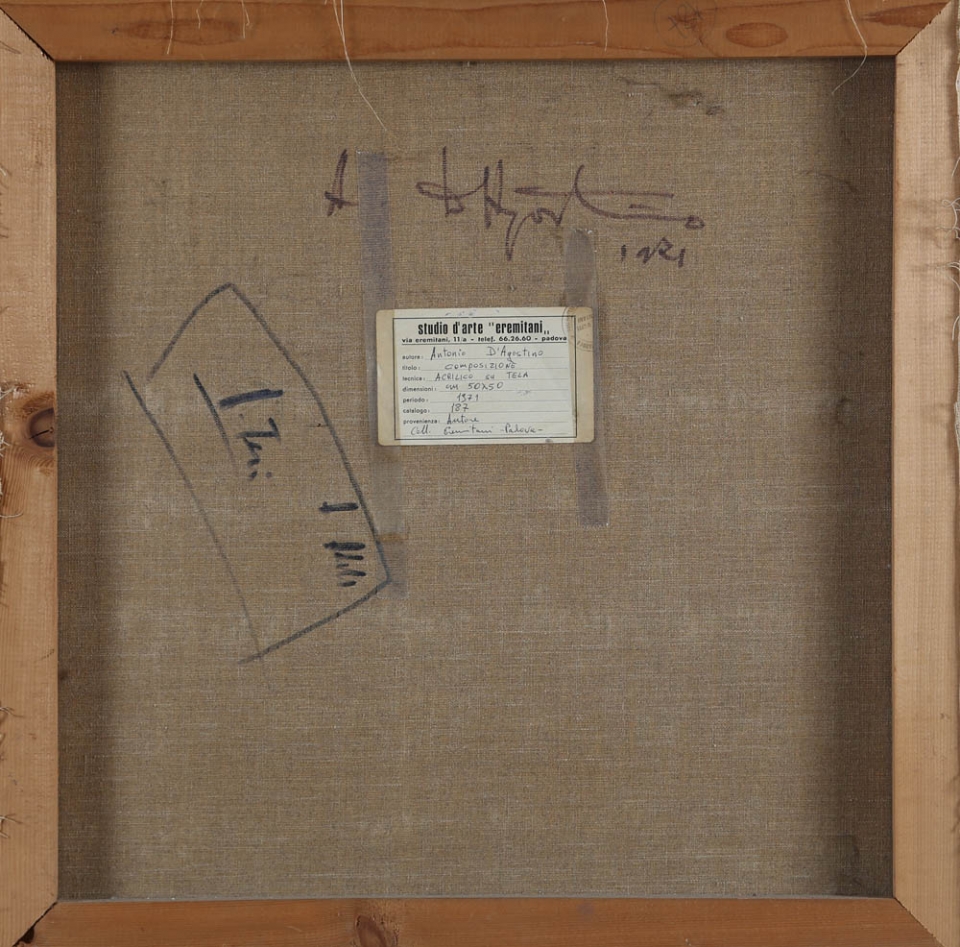 A D'Agostino
1971
studio d'arte "eremitani„
via eremitani, 11/a - telef. 66.26.60 - padova
autore: Antonio D'Agostino
titolo: COMPOSIZIONE
tecnica: ACRILICO SU TELA
dimensioni: cm 50x50
periodo: 1971
catalogo: 187
provenienza: Autore
Coll. Eremitani - Padova -